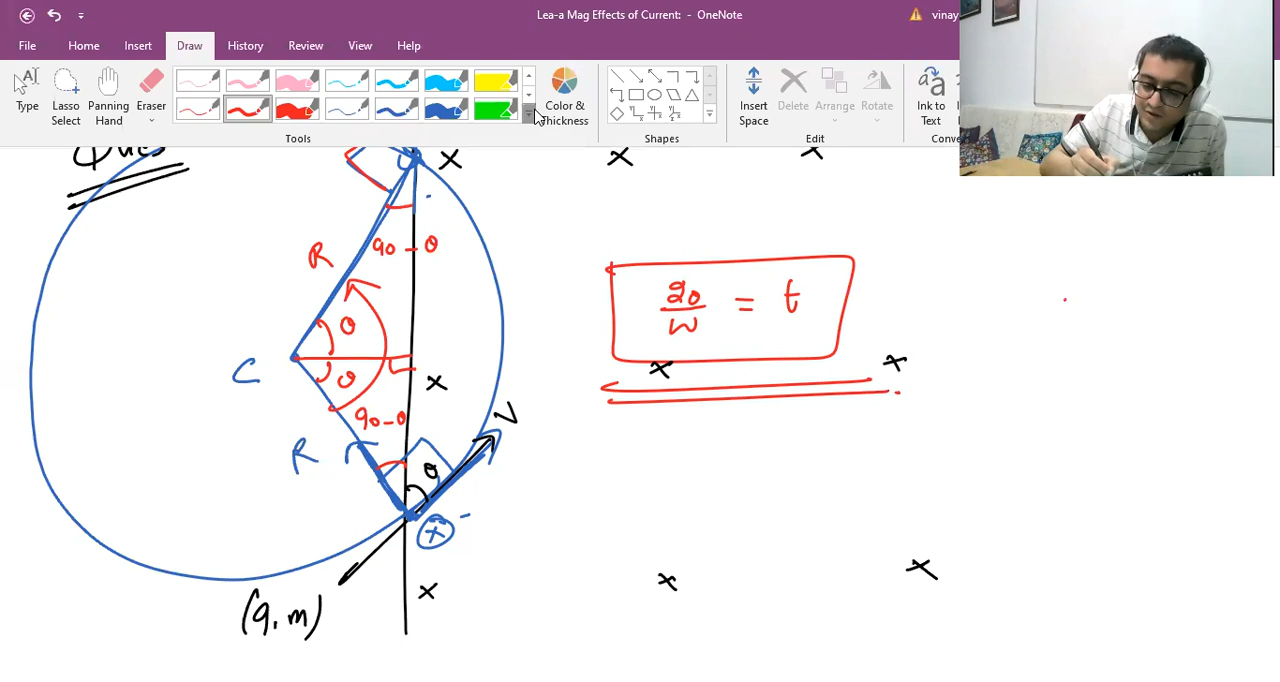 Lea-a Mag Effects of Current: - OneNote
vinay
File Home Insert Draw History Review View Help
Type
Lasso Select
Panning Hand
Eraser
Color & Thickness
Insert Space
Delete
Arrange
Rotate
Ink to Text
Tools
Shapes
Edit
Conver
Ques
x x x
R
90 - θ
θ
C
θ
x
90-θ
R
θ
V
2θ/ω = t
x x
x
x x x
(q, m)